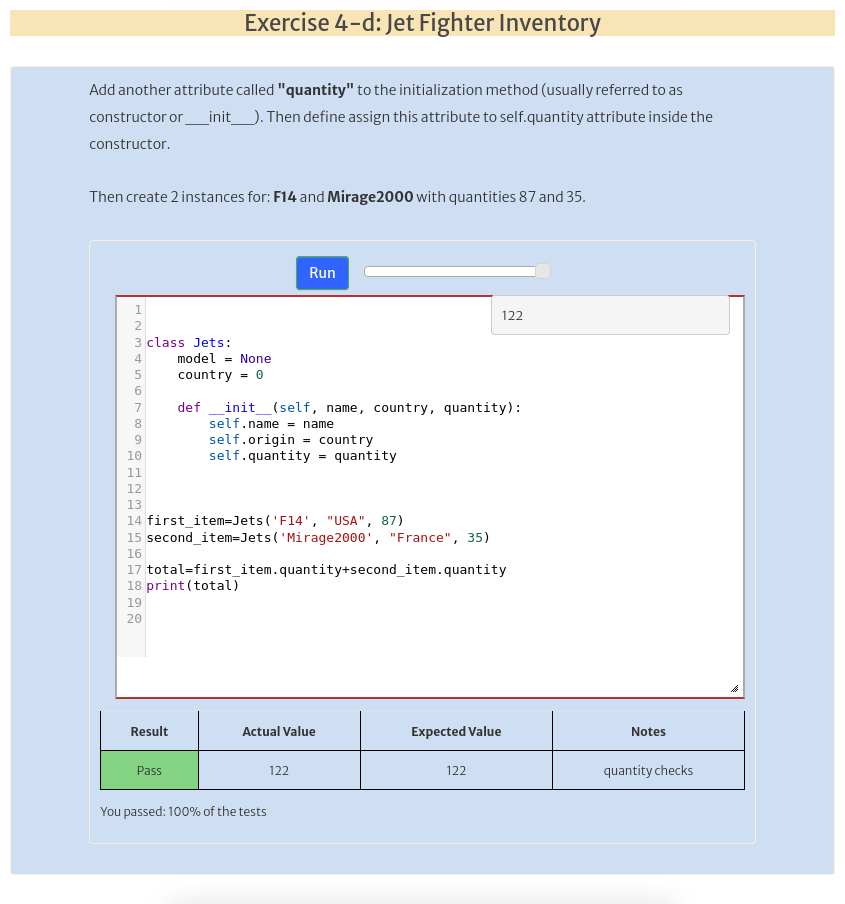 Exercise 4-d: Jet Fighter Inventory
Add another attribute called "quantity" to the initialization method (usually referred to as
constructor or ___init___). Then define assign this attribute to self.quantity attribute inside the
constructor.
Then create 2 instances for: F14 and Mirage2000 with quantities 87 and 35.
Run
122
1
2
3 class Jets:
4     model = None
5     country = 0
6
7     def __init__(self, name, country, quantity):
8         self.name = name
9         self.origin = country
10         self.quantity = quantity
11
12
13
14 first_item=Jets('F14', "USA", 87)
15 second_item=Jets('Mirage2000', "France", 35)
16
17 total=first_item.quantity+second_item.quantity
18 print(total)
19
20
Result Actual Value Expected Value Notes
Pass 122 122 quantity checks
You passed: 100% of the tests